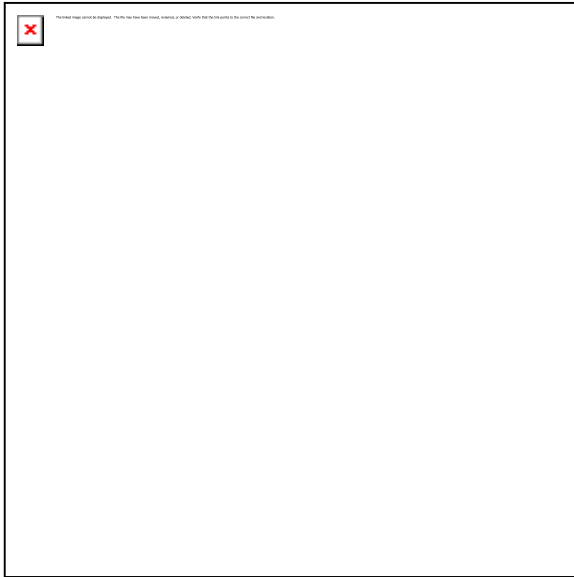 The linked image cannot be displayed. The file may have been moved, renamed, or deleted. Verify that the link points to the correct file and location.